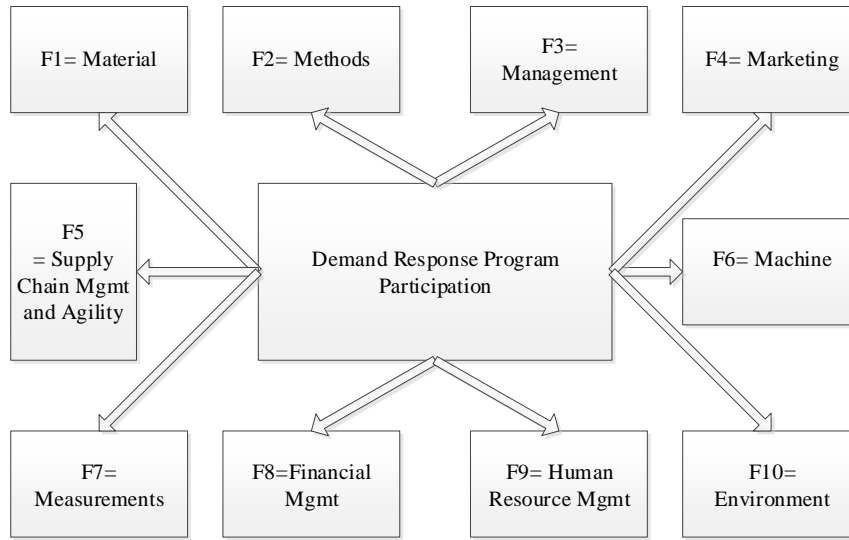 F1= Material
F2= Methods
F3=
Management
F4= Marketing
F5
= Supply
Chain Mgmt
and Agility
Demand Response Program
Participation
F6= Machine
F7=
Measurements
F8=Financial
Mgmt
F9= Human
Resource Mgmt
F10=
Environment